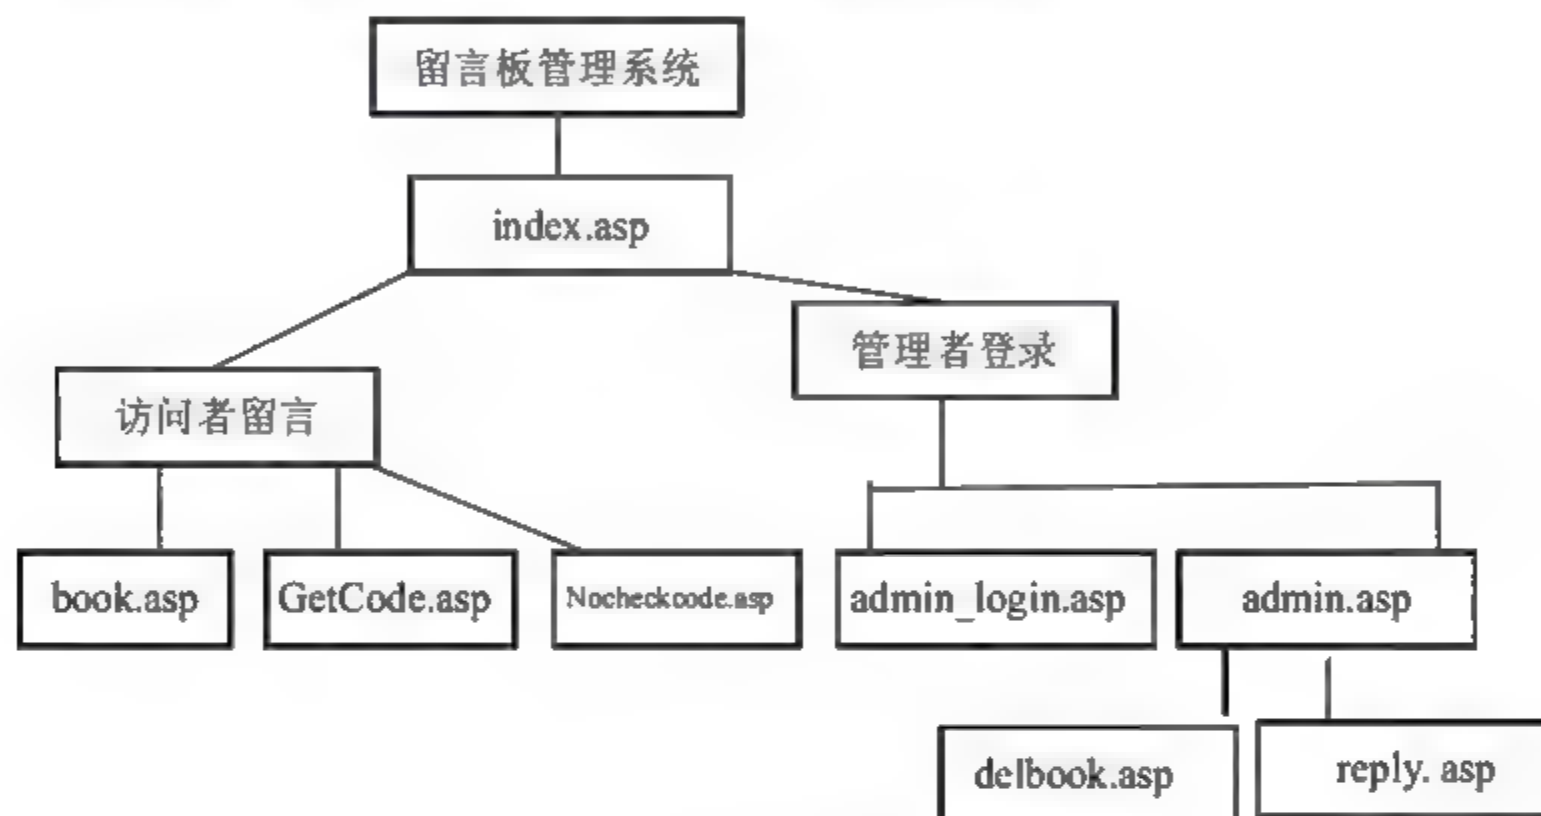 留言板管理系统
index.asp
管理者登录
访问者留言
book.asp
GetCode.asp
Nocheckcode.asp
admin_login.asp
admin.asp
delbook.asp
reply. asp